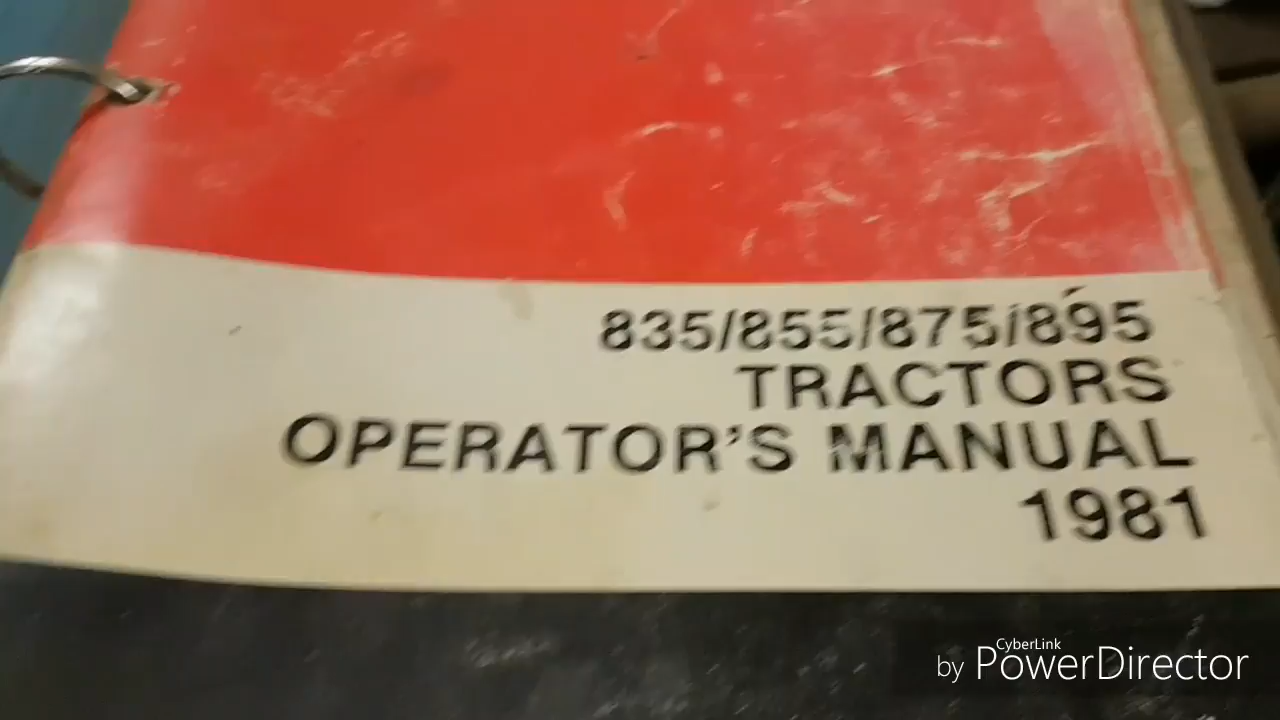 835/855/875/895
TRACTORS
OPERATOR'S MANUAL
1981
CyberLink
by PowerDirector